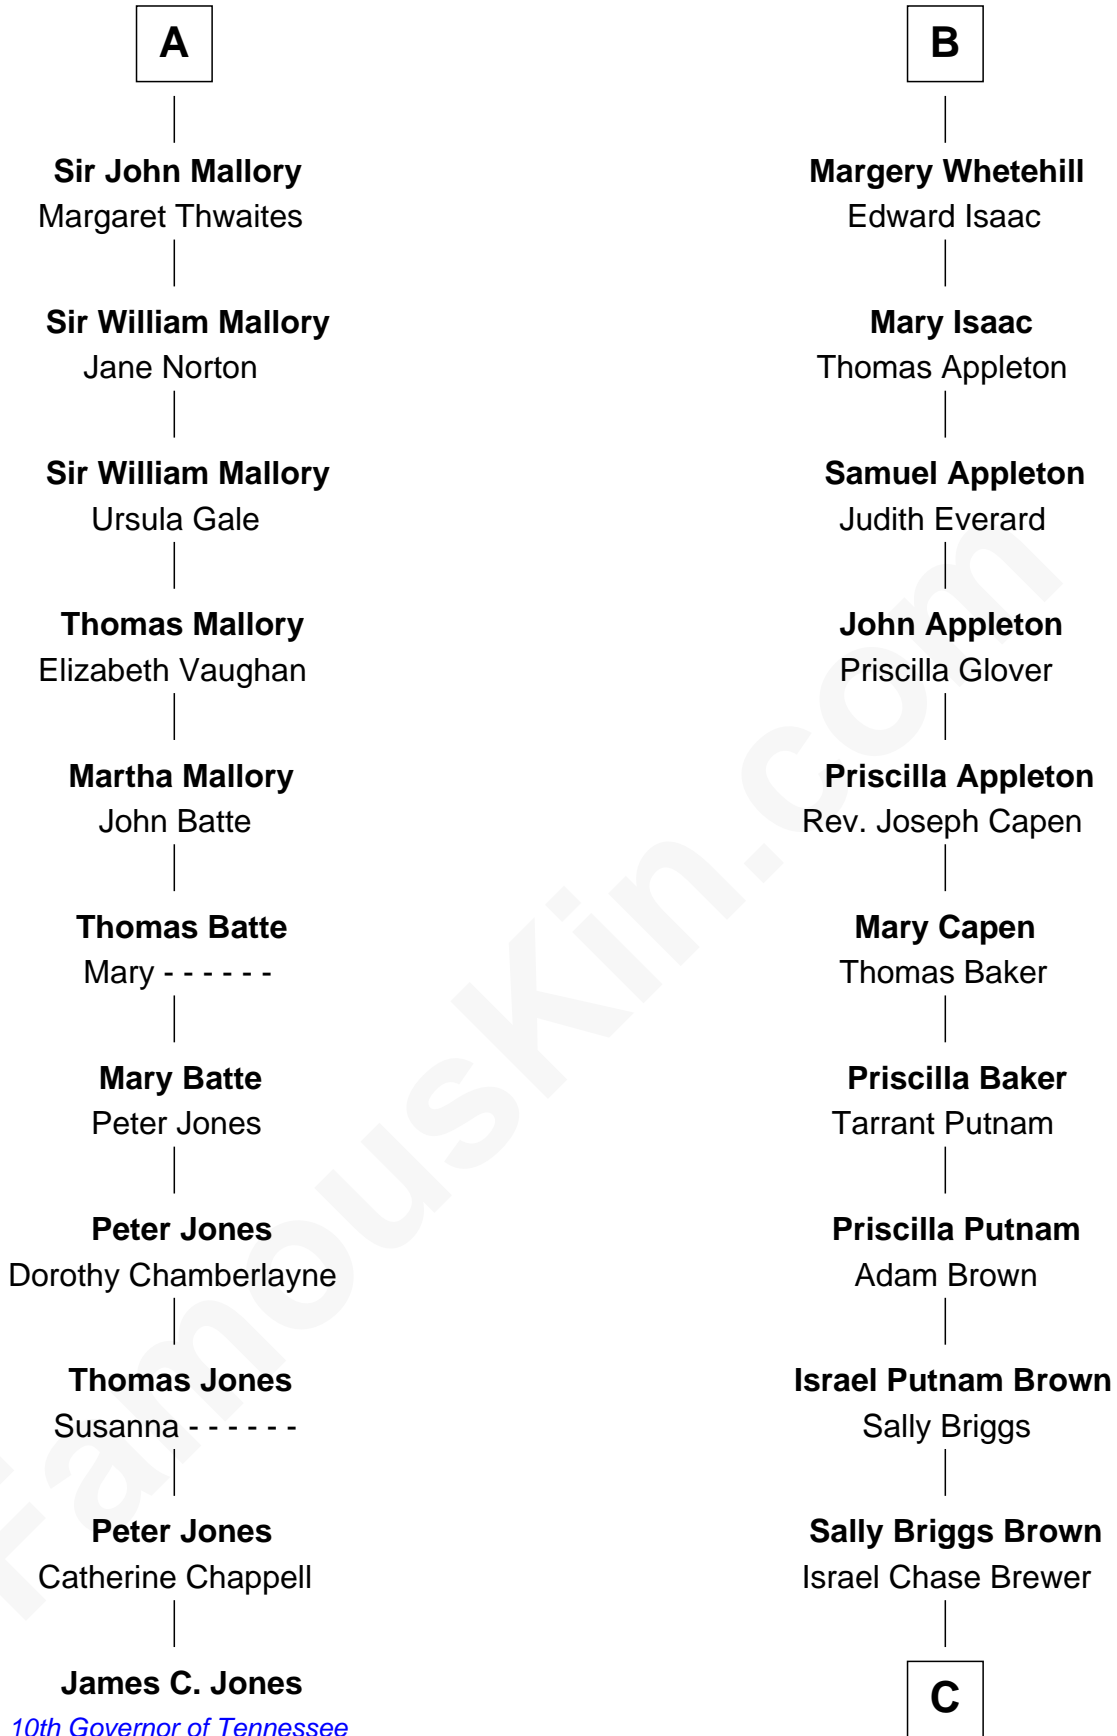 A
Sir John Mallory
Margaret Thwaites
Sir William Mallory
Jane Norton
Sir William Mallory
Ursula Gale
Thomas Mallory
Elizabeth Vaughan
Martha Mallory
John Batte
Thomas Batte
Mary - - - - - -
Mary Batte
Peter Jones
Peter Jones
Dorothy Chamberlayne
Thomas Jones
Susanna - - - - - -
Peter Jones
Catherine Chappell
James C. Jones
10th Governor of Tennessee
B
Margery Whetehill
Edward Isaac
Mary Isaac
Thomas Appleton
Samuel Appleton
Judith Everard
John Appleton
Priscilla Glover
Priscilla Appleton
Rev. Joseph Capen
Mary Capen
Thomas Baker
Priscilla Baker
Tarrant Putnam
Priscilla Putnam
Adam Brown
Israel Putnam Brown
Sally Briggs
Sally Briggs Brown
Israel Chase Brewer
C
FamousKin.com